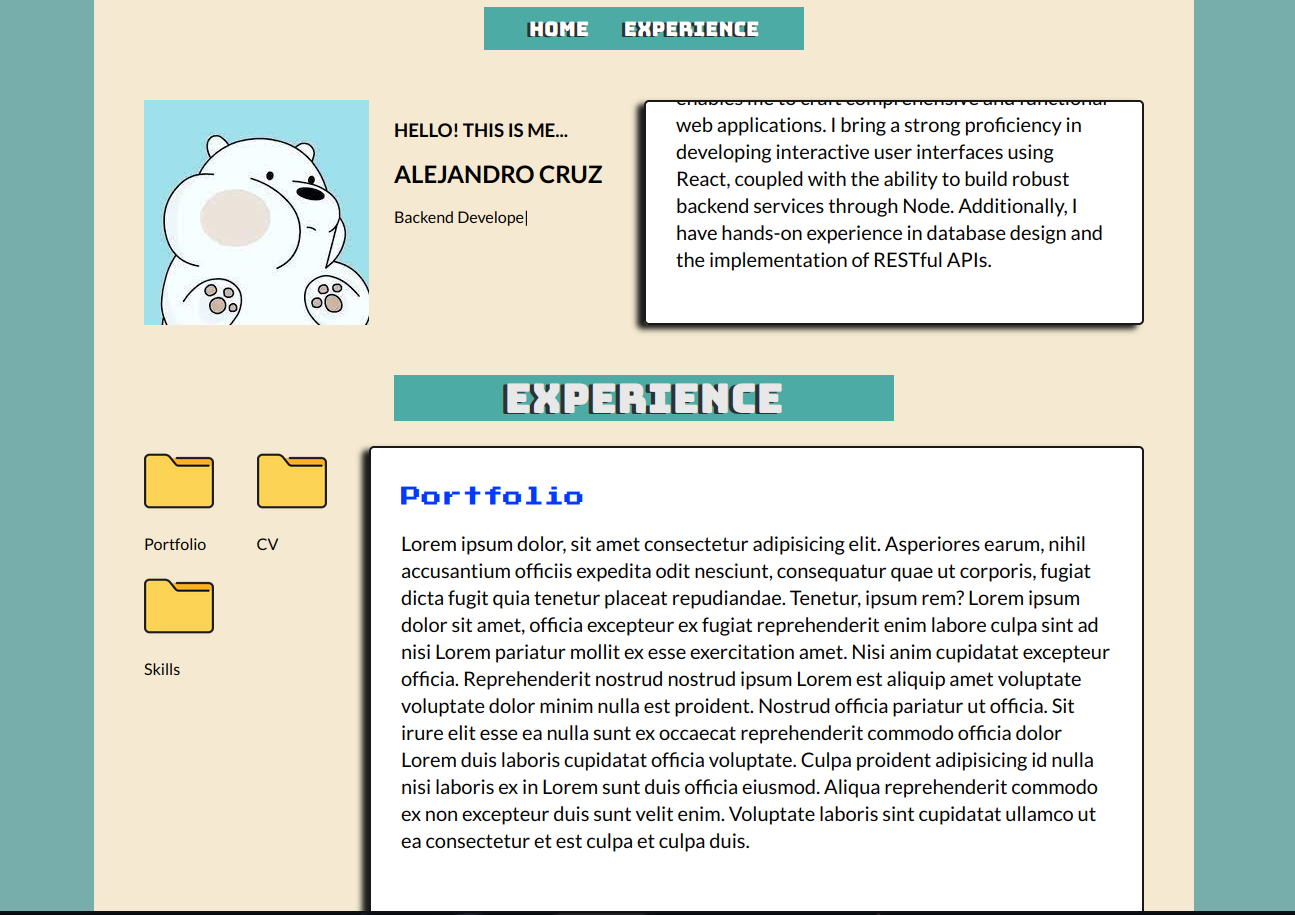 HOME EXPERIENCE
HELLO! THIS IS ME...
ALEJANDRO CRUZ
Backend Develope|
enables me to craft comprehensive and functional
web applications. I bring a strong proficiency in
developing interactive user interfaces using
React, coupled with the ability to build robust
backend services through Node. Additionally, I
have hands-on experience in database design and
the implementation of RESTful APIs.
EXPERIENCE
Portfolio
CV
Skills
Portfolio
Lorem ipsum dolor, sit amet consectetur adipisicing elit. Asperiores earum, nihil
accusantium officiis expedita odit nesciunt, consequatur quae ut corporis, fugiat
dicta fugit quia tenetur placeat repudiandae. Tenetur, ipsum rem? Lorem ipsum
dolor sit amet, officia excepteur ex fugiat reprehenderit enim labore culpa sint ad
nisi Lorem pariatur mollit ex esse exercitation amet. Nisi anim cupidatat excepteur
officia. Reprehenderit nostrud nostrud ipsum Lorem est aliquip amet voluptate
voluptate dolor minim nulla est proident. Nostrud officia pariatur ut officia. Sit
irure elit esse ea nulla sunt ex occaecat reprehenderit commodo officia dolor
Lorem duis laboris cupidatat officia voluptate. Culpa proident adipisicing id nulla
nisi laboris ex in Lorem sunt duis officia eiusmod. Aliqua reprehenderit commodo
ex non excepteur duis sunt velit enim. Voluptate laboris sint cupidatat ullamco ut
ea consectetur et est culpa et culpa duis.